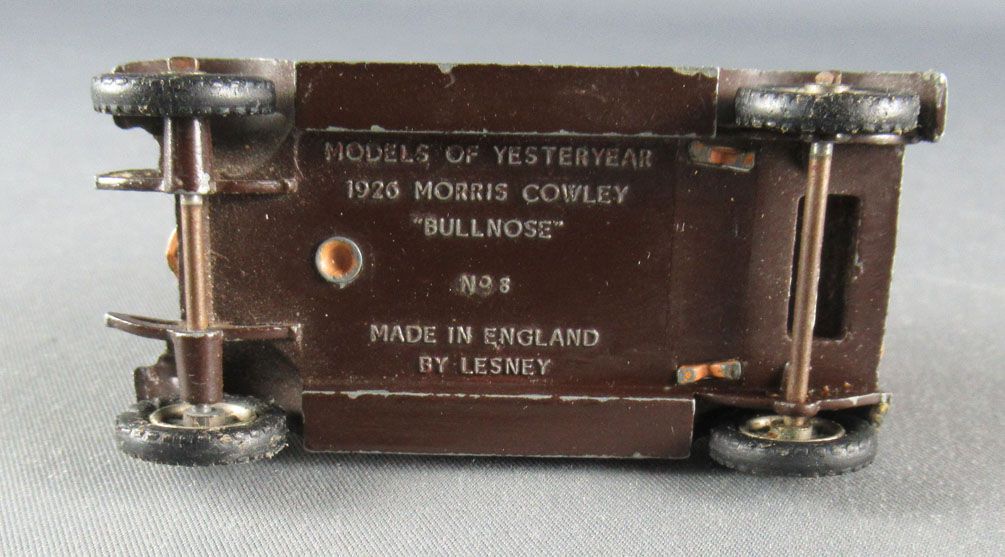 MODELS OF YESTERYEAR
1926 MORRIS COWLEY
"BULLNOSE"
No 8
MADE IN ENGLAND
BY LESNEY